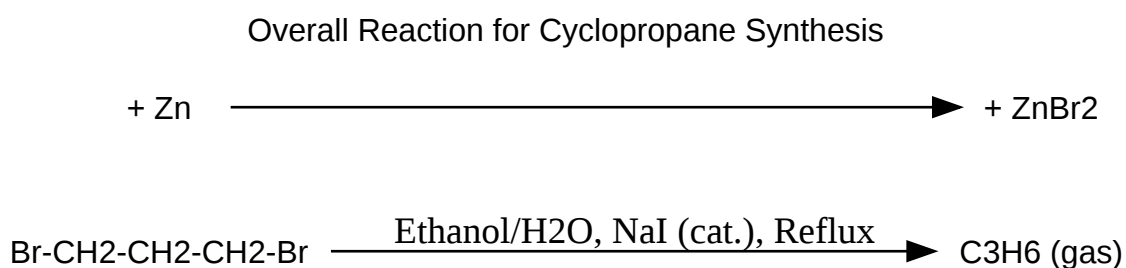 Overall Reaction for Cyclopropane Synthesis
+ Zn + ZnBr2
Ethanol/H2O, NaI (cat.), Reflux
Br-CH2-CH2-CH2-Br C3H6 (gas)